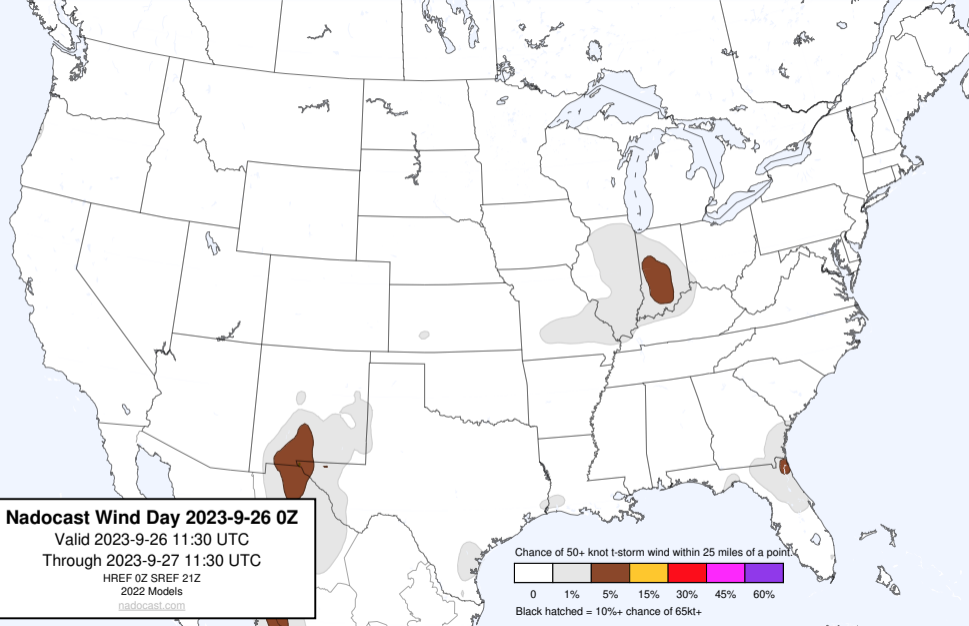 Nadocast Wind Day 2023-9-26 0Z
Valid 2023-9-26 11:30 UTC
Through 2023-9-27 11:30 UTC
HREF 0Z SREF 21Z
2022 Models
nadocast.com
Chance of 50+ knot t-storm wind within 25 miles of a point.
0 1% 5% 15% 30% 45% 60%
Black hatched = 10%+ chance of 65kt+